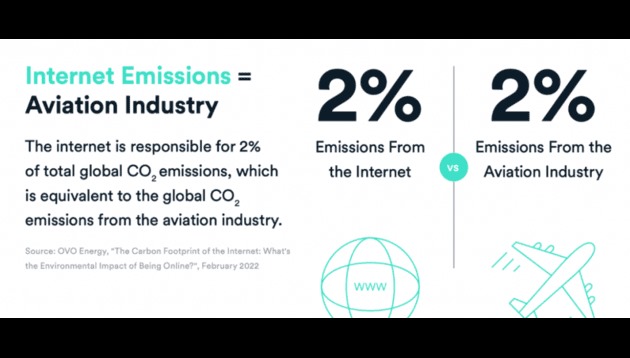 Internet Emissions =
Aviation Industry
The internet is responsible for 2%
of total global CO₂ emissions, which
is equivalent to the global CO₂
emissions from the aviation industry.
Source: OVO Energy, "The Carbon Footprint of the Internet: What's
the Environmental Impact of Being Online?", February 2022
2%
Emissions From
the Internet
www
vs
2%
Emissions From the
Aviation Industry